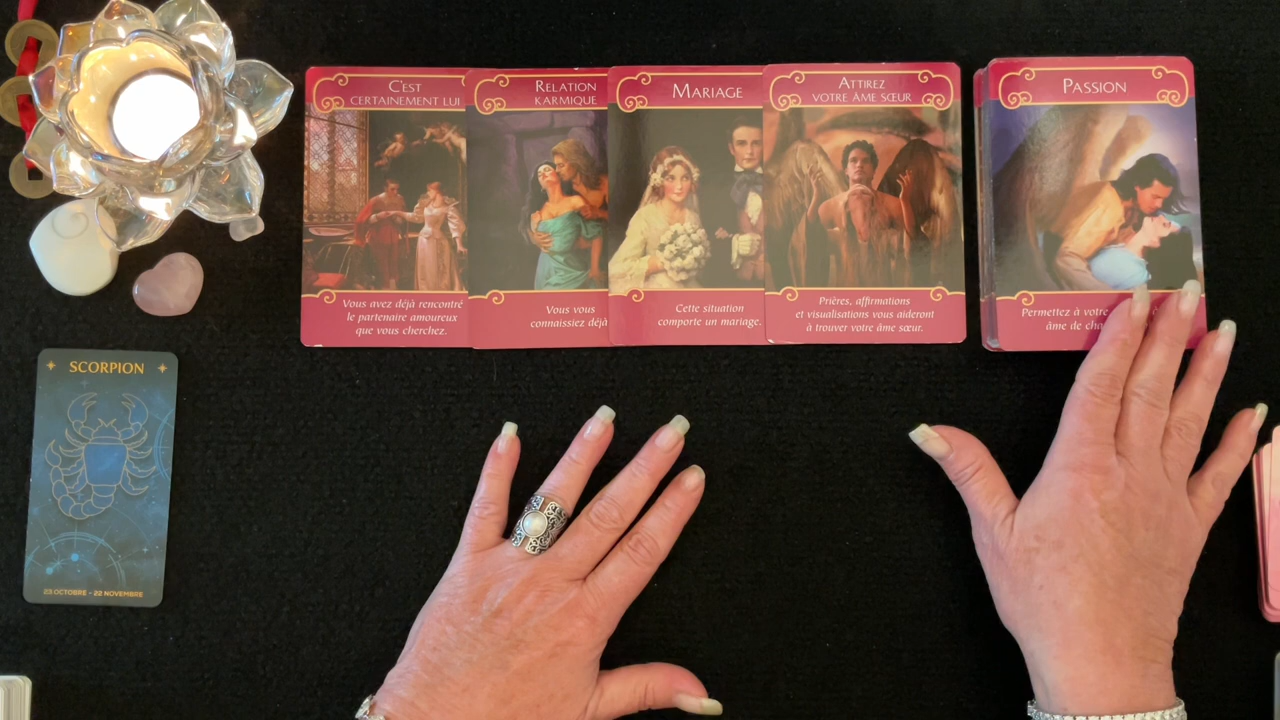 C'EST
CERTAINEMENT LUI
Vous avez déjà rencontré
le partenaire amoureux
que vous cherchez.
RELATION
KARMIQUE
Vous vous
connaissiez déjà
MARIAGE
Cette situation
comporte un mariage.
ATTIREZ
VOTRE ÂME SŒUR
Prières, affirmations
et visualisations vous aideront
à trouver votre âme sœur.
PASSION
Permettez à votre
âme de
SCORPION
23 OCTOBRE - 22 NOVEMBRE